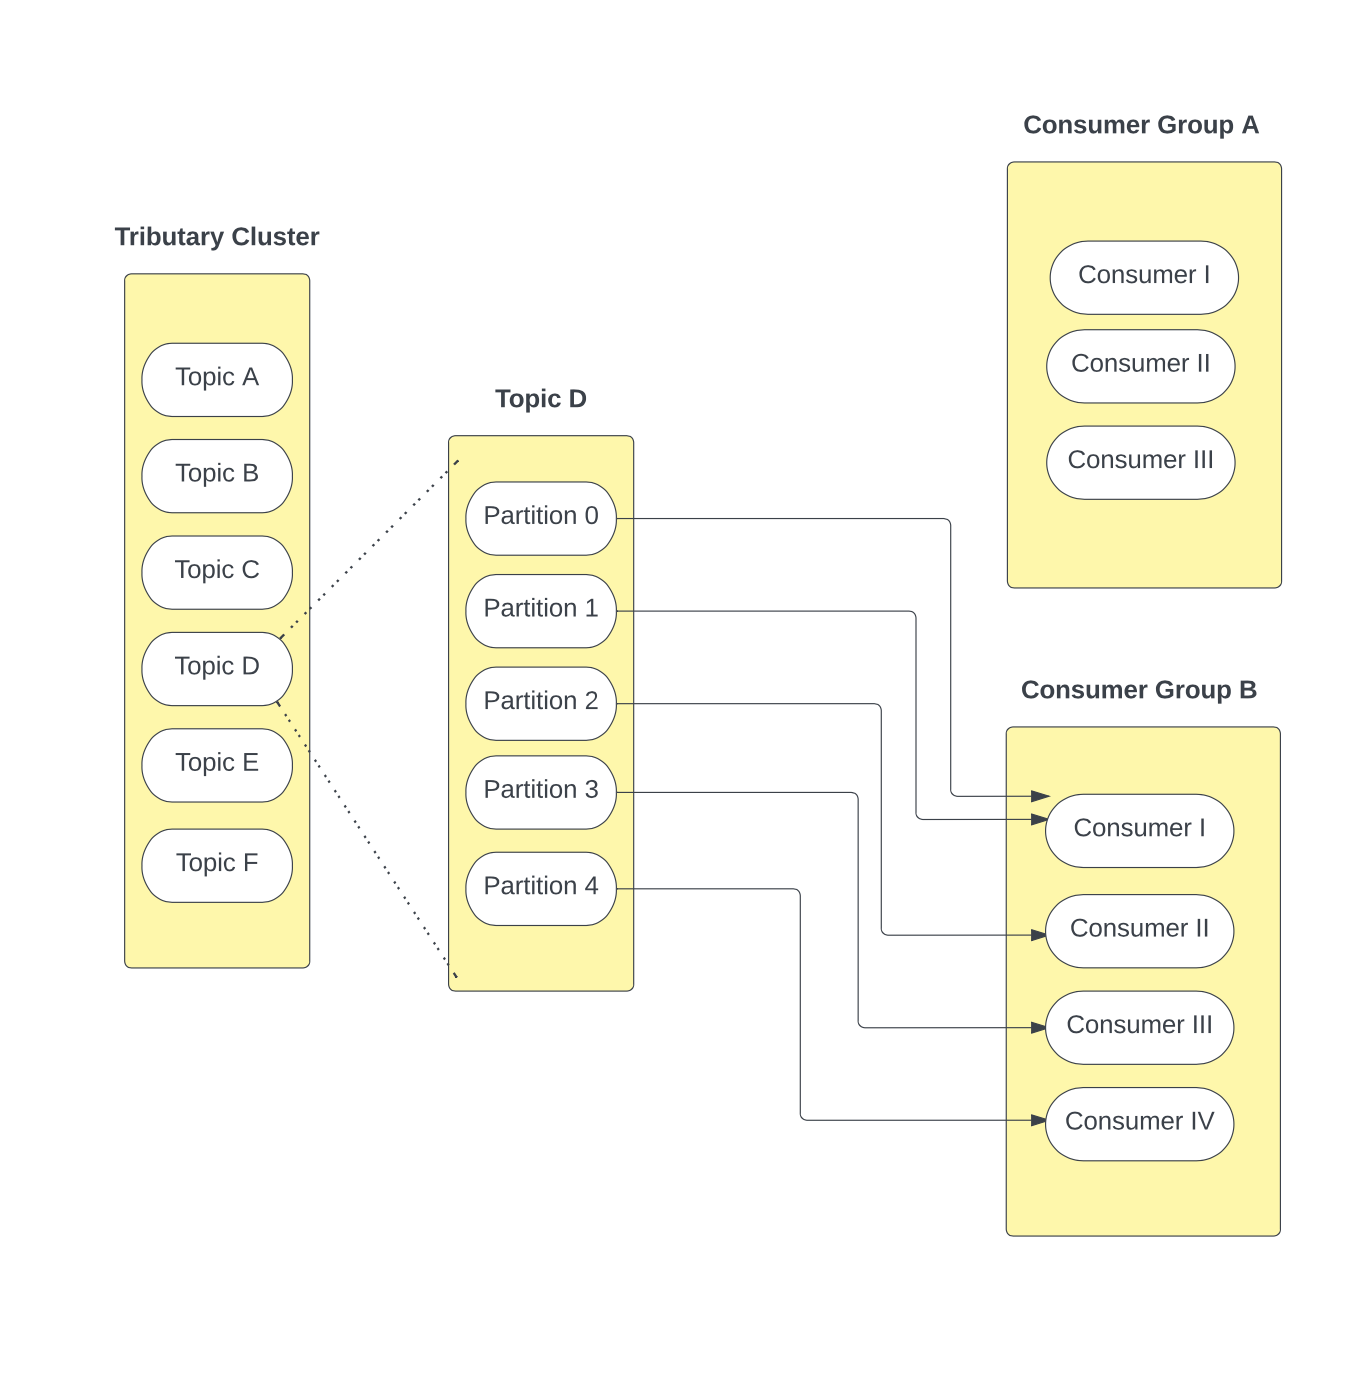 Tributary Cluster
Topic A
Topic B
Topic C
Topic D
Topic E
Topic F
Topic D
Partition 0
Partition 1
Partition 2
Partition 3
Partition 4
Consumer Group A
Consumer I
Consumer II
Consumer III
Consumer Group B
Consumer I
Consumer II
Consumer III
Consumer IV